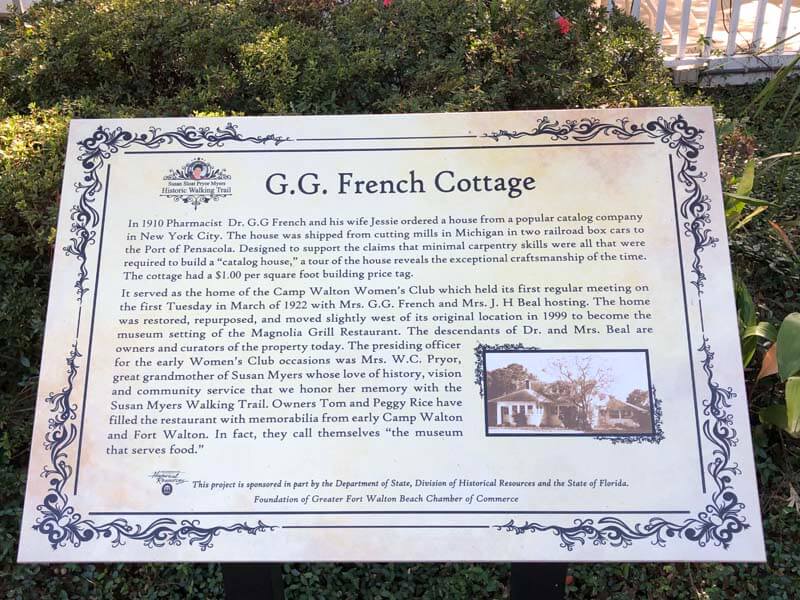 Susan Sloat Pryor Myers
Historic Walking Trail
G.G. French Cottage
In 1910 Pharmacist Dr. G.G French and his wife Jessie ordered a house from a popular catalog company
in New York City. The house was shipped from cutting mills in Michigan in two railroad box cars to
the Port of Pensacola. Designed to support the claims that minimal carpentry skills were all that were
required to build a “catalog house,” a tour of the house reveals the exceptional craftsmanship of the time.
The cottage had a $1.00 per square foot building price tag.
It served as the home of the Camp Walton Women’s Club which held its first regular meeting on
the first Tuesday in March of 1922 with Mrs. G.G. French and Mrs. J. H Beal hosting. The home
was restored, repurposed, and moved slightly west of its original location in 1999 to become the
museum setting of the Magnolia Grill Restaurant. The descendants of Dr. and Mrs. Beal are
owners and curators of the property today. The presiding officer
for the early Women’s Club occasions was Mrs. W.C. Pryor,
great grandmother of Susan Myers whose love of history, vision
and community service that we honor her memory with the
Susan Myers Walking Trail. Owners Tom and Peggy Rice have
filled the restaurant with memorabilia from early Camp Walton
and Fort Walton. In fact, they call themselves “the museum
that serves food.”
Historical
Resources
This project is sponsored in part by the Department of State, Division of Historical Resources and the State of Florida.
Foundation of Greater Fort Walton Beach Chamber of Commerce